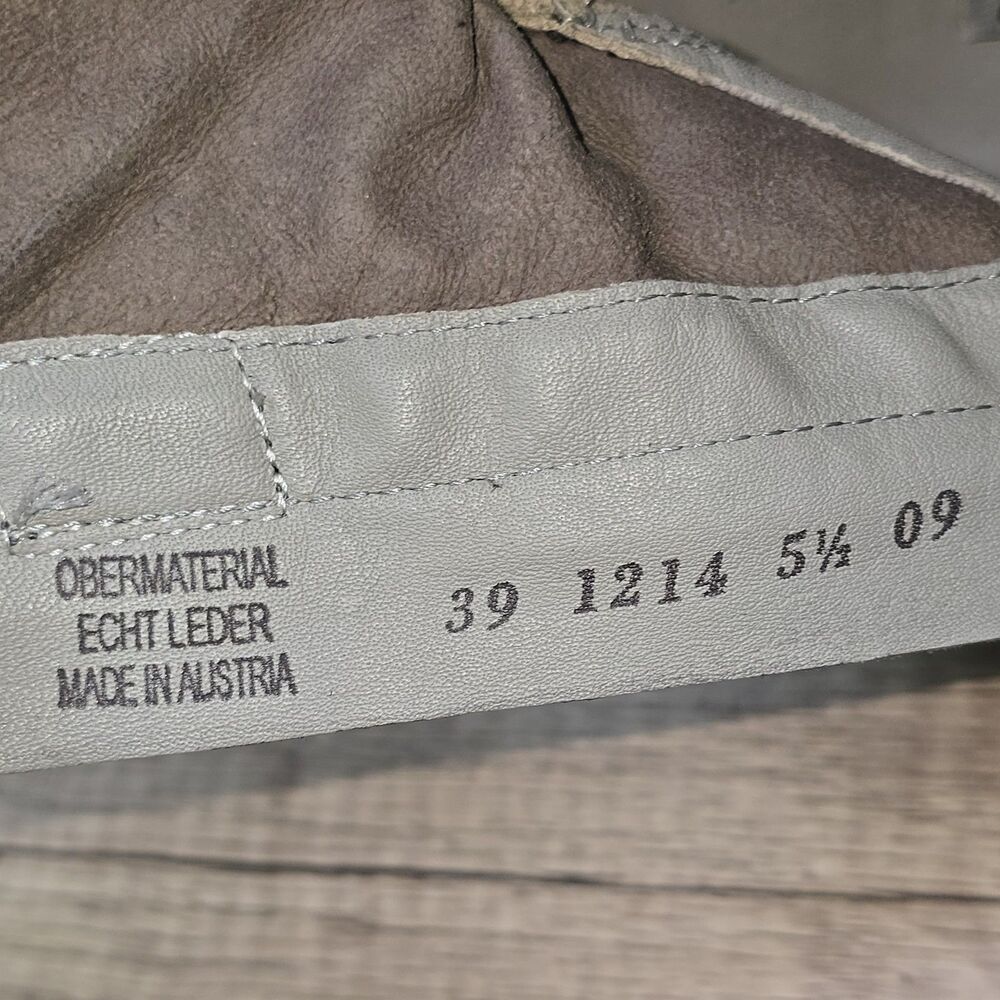 OBERMATERIAL
ECHT LEDER
MADE IN AUSTRIA
39 1214 5½ 09